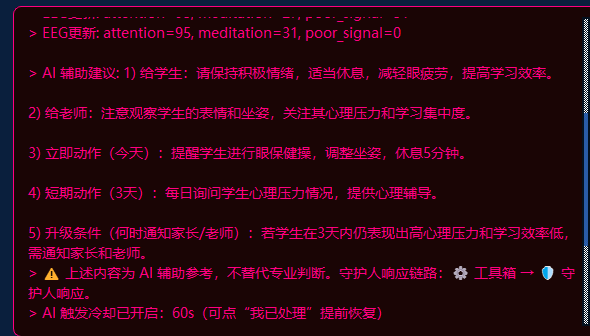 > EEG更新: attention=95, meditation=31, poor_signal=0
> AI 辅助建议: 1) 给学生：请保持积极情绪，适当休息，减轻眼疲劳，提高学习效率。
2) 给老师：注意观察学生的表情和坐姿，关注其心理压力和学习集中度。
3) 立即动作（今天）：提醒学生进行眼保健操，调整坐姿，休息5分钟。
4) 短期动作（3天）：每日询问学生心理压力情况，提供心理辅导。
5) 升级条件（何时通知家长/老师）：若学生在3天内仍表现出高心理压力和学习效率低，
需通知家长和老师。
> ⚠️ 上述内容为 AI 辅助参考，不替代专业判断。守护人响应链路：⚙️ 工具箱 → 🛡️ 守
护人响应。
> AI 触发冷却已开启：60s（可点“我已处理”提前恢复）